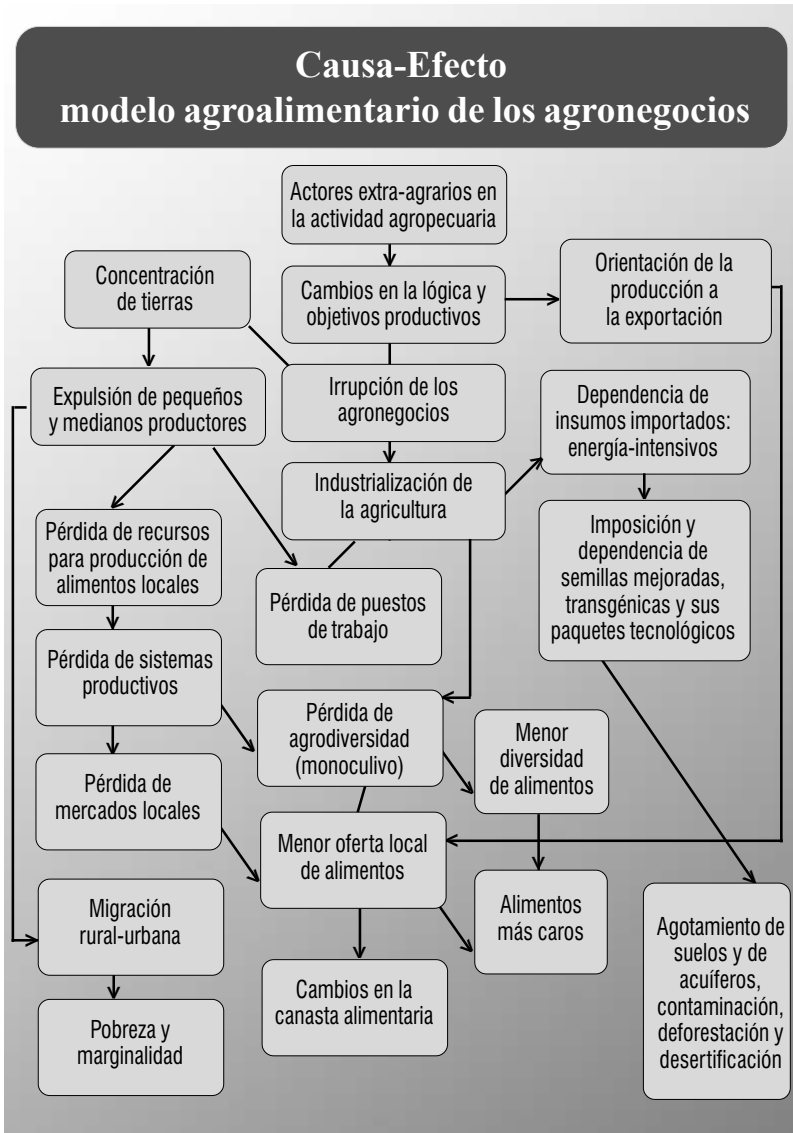 Causa-Efecto
modelo agroalimentario de los agronegocios
Actores extra-agrarios en
la actividad agropecuaria
Concentración
de tierras
Cambios en la lógica y
objetivos productivos
Orientación de la
producción a
la exportación
Expulsión de pequeños
y medianos productores
Irrupción de los
agronegocios
Dependencia de
insumos importados:
energía-intensivos
Industrialización de
la agricultura
Pérdida de recursos
para producción de
alimentos locales
Imposición y
dependencia de
semillas mejoradas,
transgénicas y sus
paquetes tecnológicos
Pérdida de puestos
de trabajo
Pérdida de sistemas
productivos
Pérdida de
agrodiversidad
(monoculivo)
Menor
diversidad
de alimentos
Pérdida de
mercados locales
Menor oferta local
de alimentos
Migración
rural-urbana
Alimentos
más caros
Agotamiento de
suelos y de
acuíferos,
contaminación,
deforestación y
desertificación
Cambios en la
canasta alimentaria
Pobreza y
marginalidad